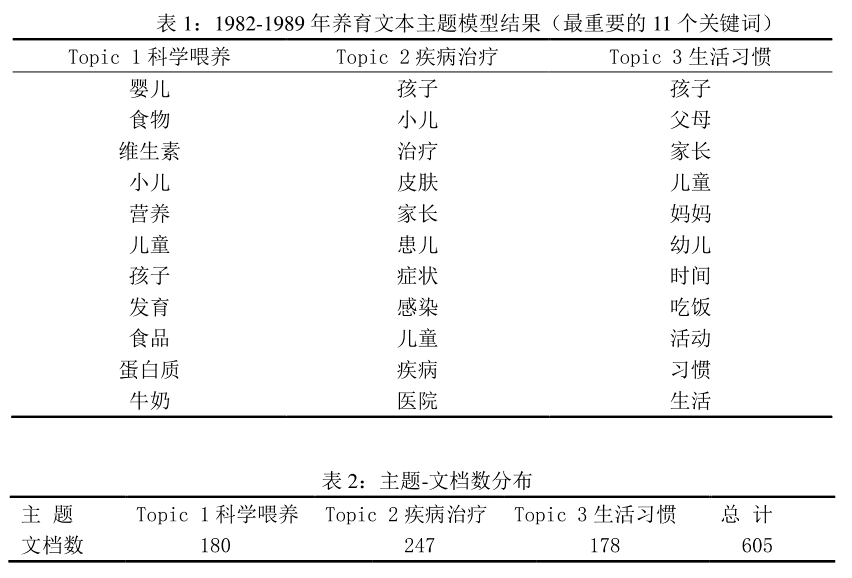 表 1：1982-1989 年养育文本主题模型结果（最重要的 11 个关键词）
Topic 1 科学喂养 Topic 2 疾病治疗 Topic 3 生活习惯
婴儿 孩子 孩子
食物 小儿 父母
维生素 治疗 家长
小儿 皮肤 儿童
营养 家长 妈妈
儿童 患儿 幼儿
孩子 症状 时间
发育 感染 吃饭
食品 儿童 活动
蛋白质 疾病 习惯
牛奶 医院 生活
表 2：主题-文档数分布
主 题 Topic 1 科学喂养 Topic 2 疾病治疗 Topic 3 生活习惯 总 计
文档数 180 247 178 605